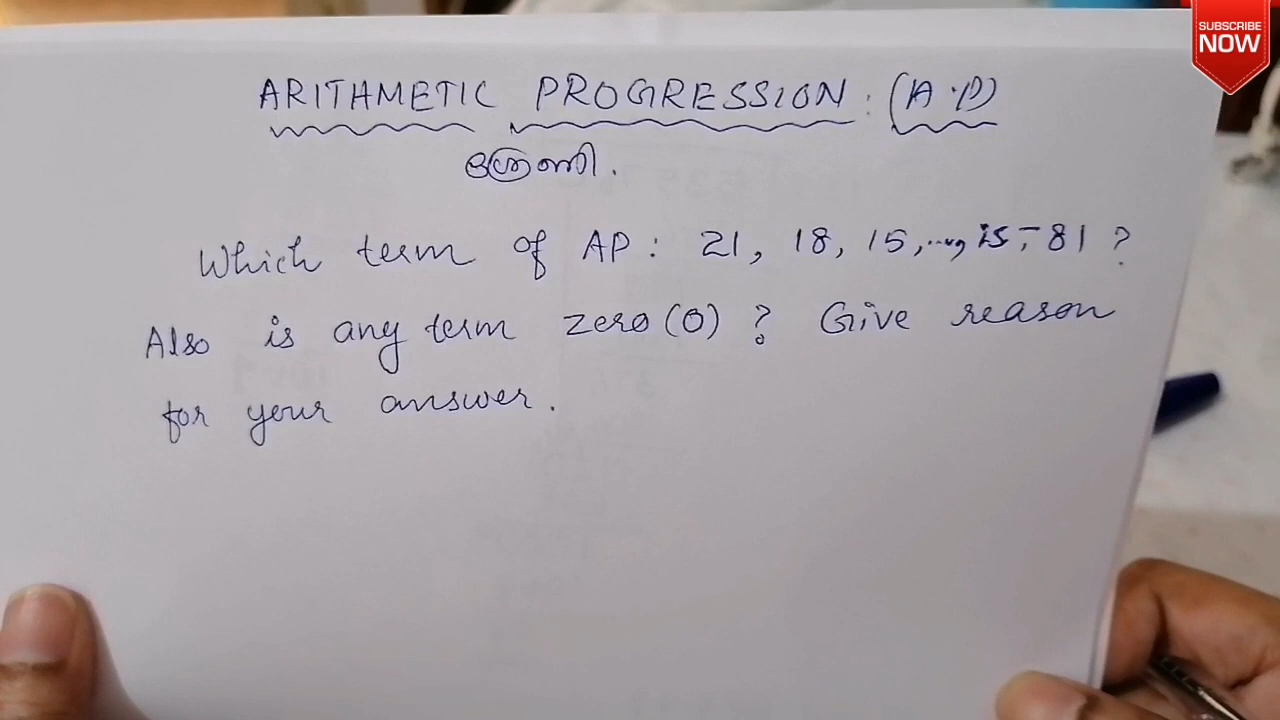 SUBSCRIBE
NOW
ARITHMETIC PROGRESSION : (A.P)
ശ്രേണി.
Which term of AP : 21, 18, 15, ..., is, -81 ?
Also is any term zero (0) ? Give reason
for your answer.